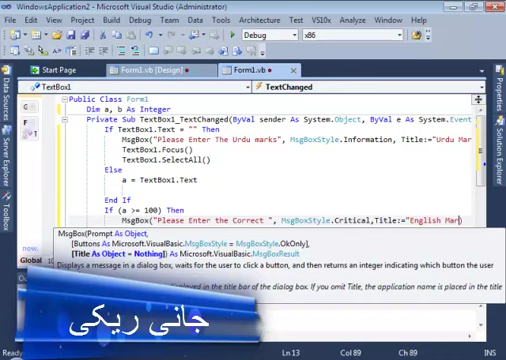 WindowsApplication2 - Microsoft Visual Studio (Administrator)
File Edit View Project Build Debug Team Data Tools Architecture Test VS10x Analyze Window Help
Debug x86
Start Page Form1.vb [Design] Form1.vb
TextBox1 TextChanged
Data Sources
Server Explorer
Toolbox
Properties
Public Class Form1
Dim a, b As Integer
Private Sub TextBox1_TextChanged(ByVal sender As System.Object, ByVal e As System.Event
If TextBox1.Text = "" Then
MsgBox("Please Enter The Urdu marks", MsgBoxStyle.Information, Title:="Urdu Mar
TextBox1.Focus()
TextBox1.SelectAll()
Else
a = TextBox1.Text
End If
If (a >= 100) Then
MsgBox("Please Enter the Correct ", MsgBoxStyle.Critical,Title:="English Mar
MsgBox(Prompt As Object,
[Buttons As Microsoft.VisualBasic.MsgBoxStyle = MsgBoxStyle.OkOnly],
[Title As Object = Nothing]) As Microsoft.VisualBasic.MsgBoxResult
Displays a message in a dialog box, waits for the user to click a button, and then returns an integer indicating which button the user
displayed in the title bar of the dialog box. If you omit Title, the application name is placed in the title
now.
Global
جانی ریکی
Ln 13 Col 89 Ch 89